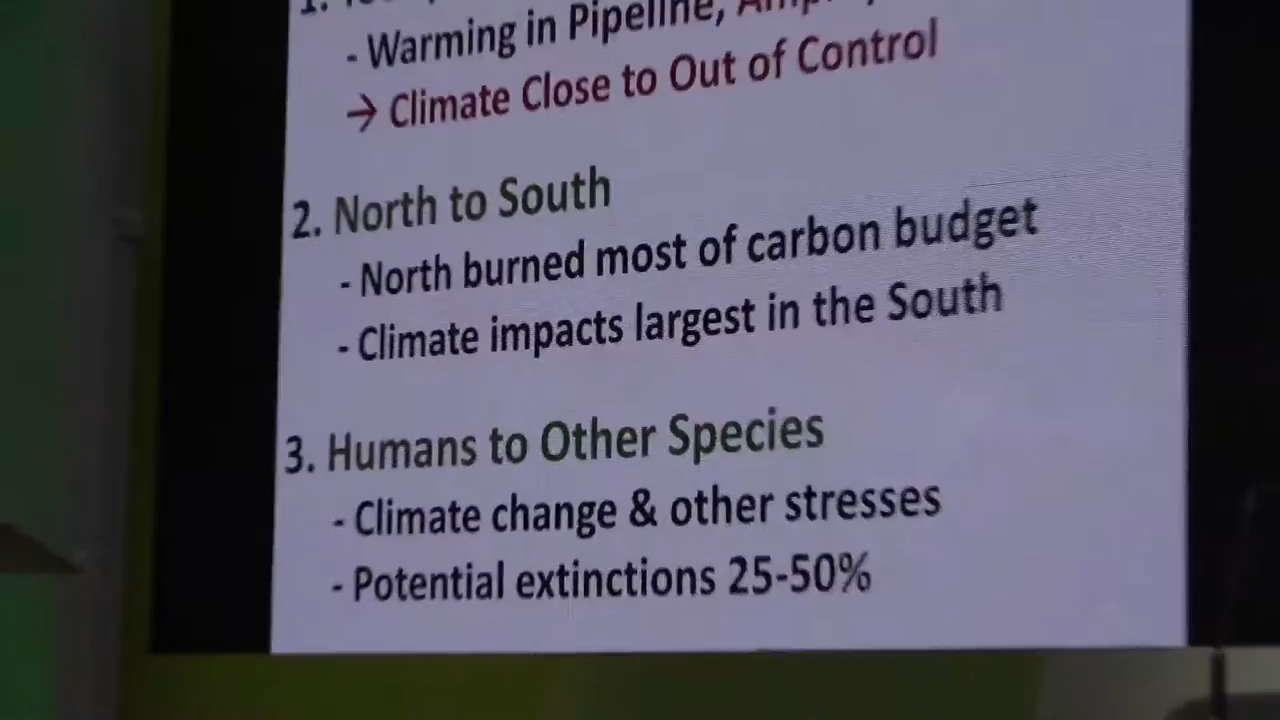 1.
- Warming in Pipeline,
→ Climate Close to Out of Control
2. North to South
- North burned most of carbon budget
- Climate impacts largest in the South
3. Humans to Other Species
- Climate change & other stresses
- Potential extinctions 25-50%